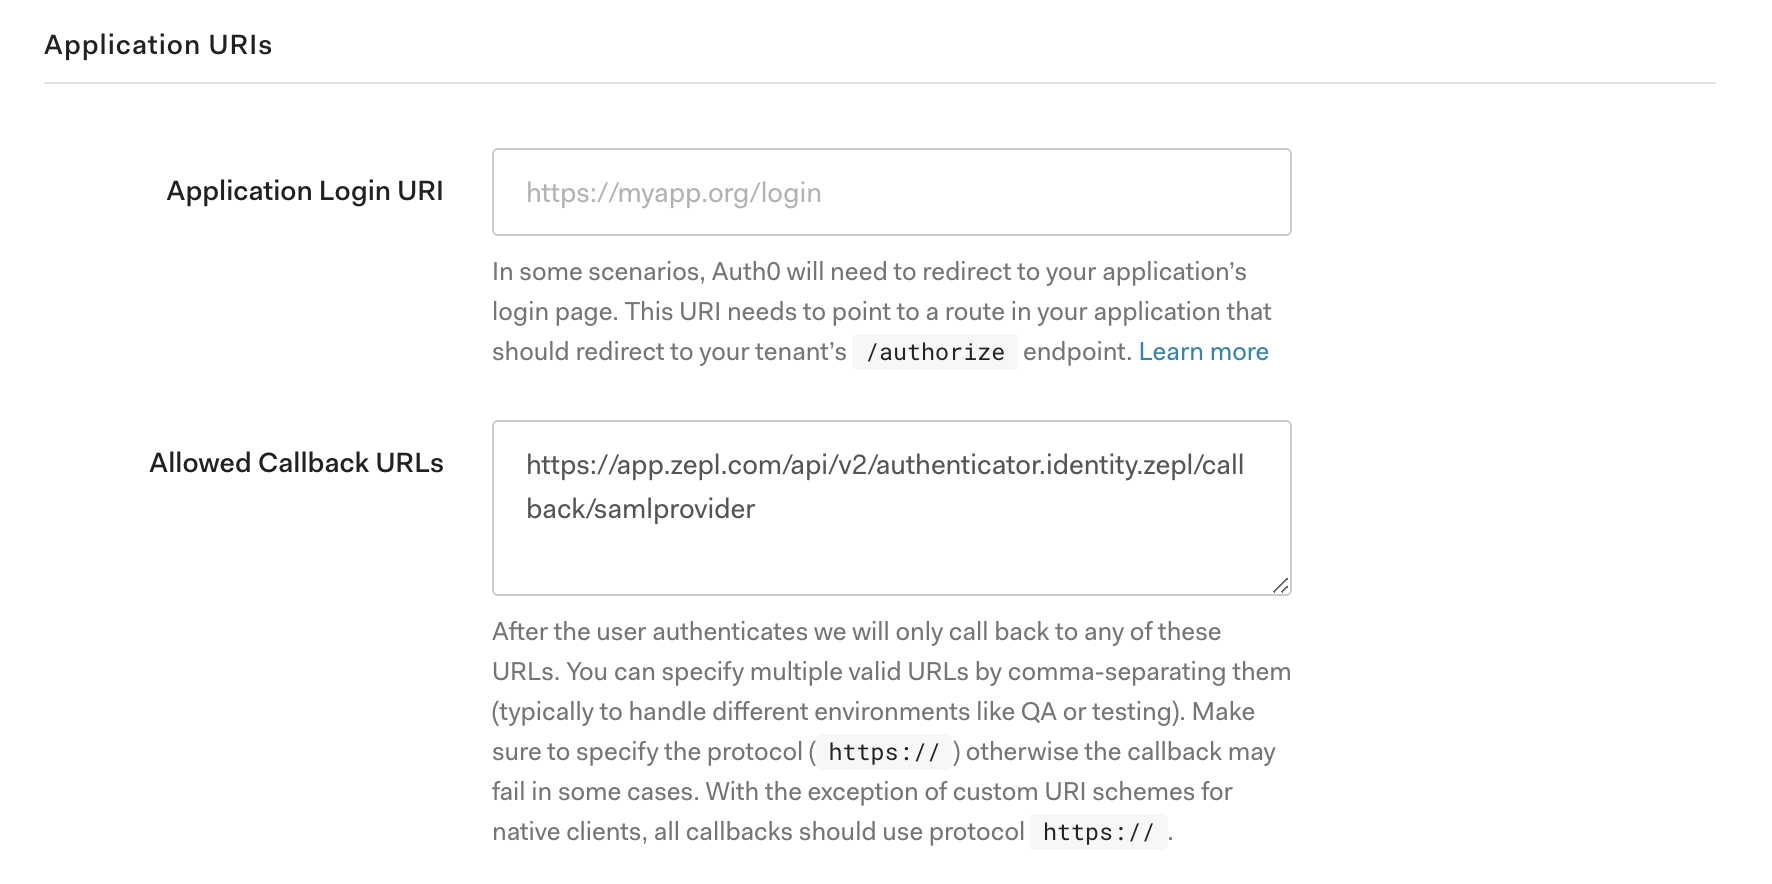 Application URIs
Application Login URI
https://myapp.org/login
In some scenarios, Auth0 will need to redirect to your application’s
login page. This URI needs to point to a route in your application that
should redirect to your tenant’s /authorize endpoint. Learn more
Allowed Callback URLs
https://app.zepl.com/api/v2/authenticator.identity.zepl/call
back/samlprovider
After the user authenticates we will only call back to any of these
URLs. You can specify multiple valid URLs by comma-separating them
(typically to handle different environments like QA or testing). Make
sure to specify the protocol ( https:// ) otherwise the callback may
fail in some cases. With the exception of custom URI schemes for
native clients, all callbacks should use protocol https:// .